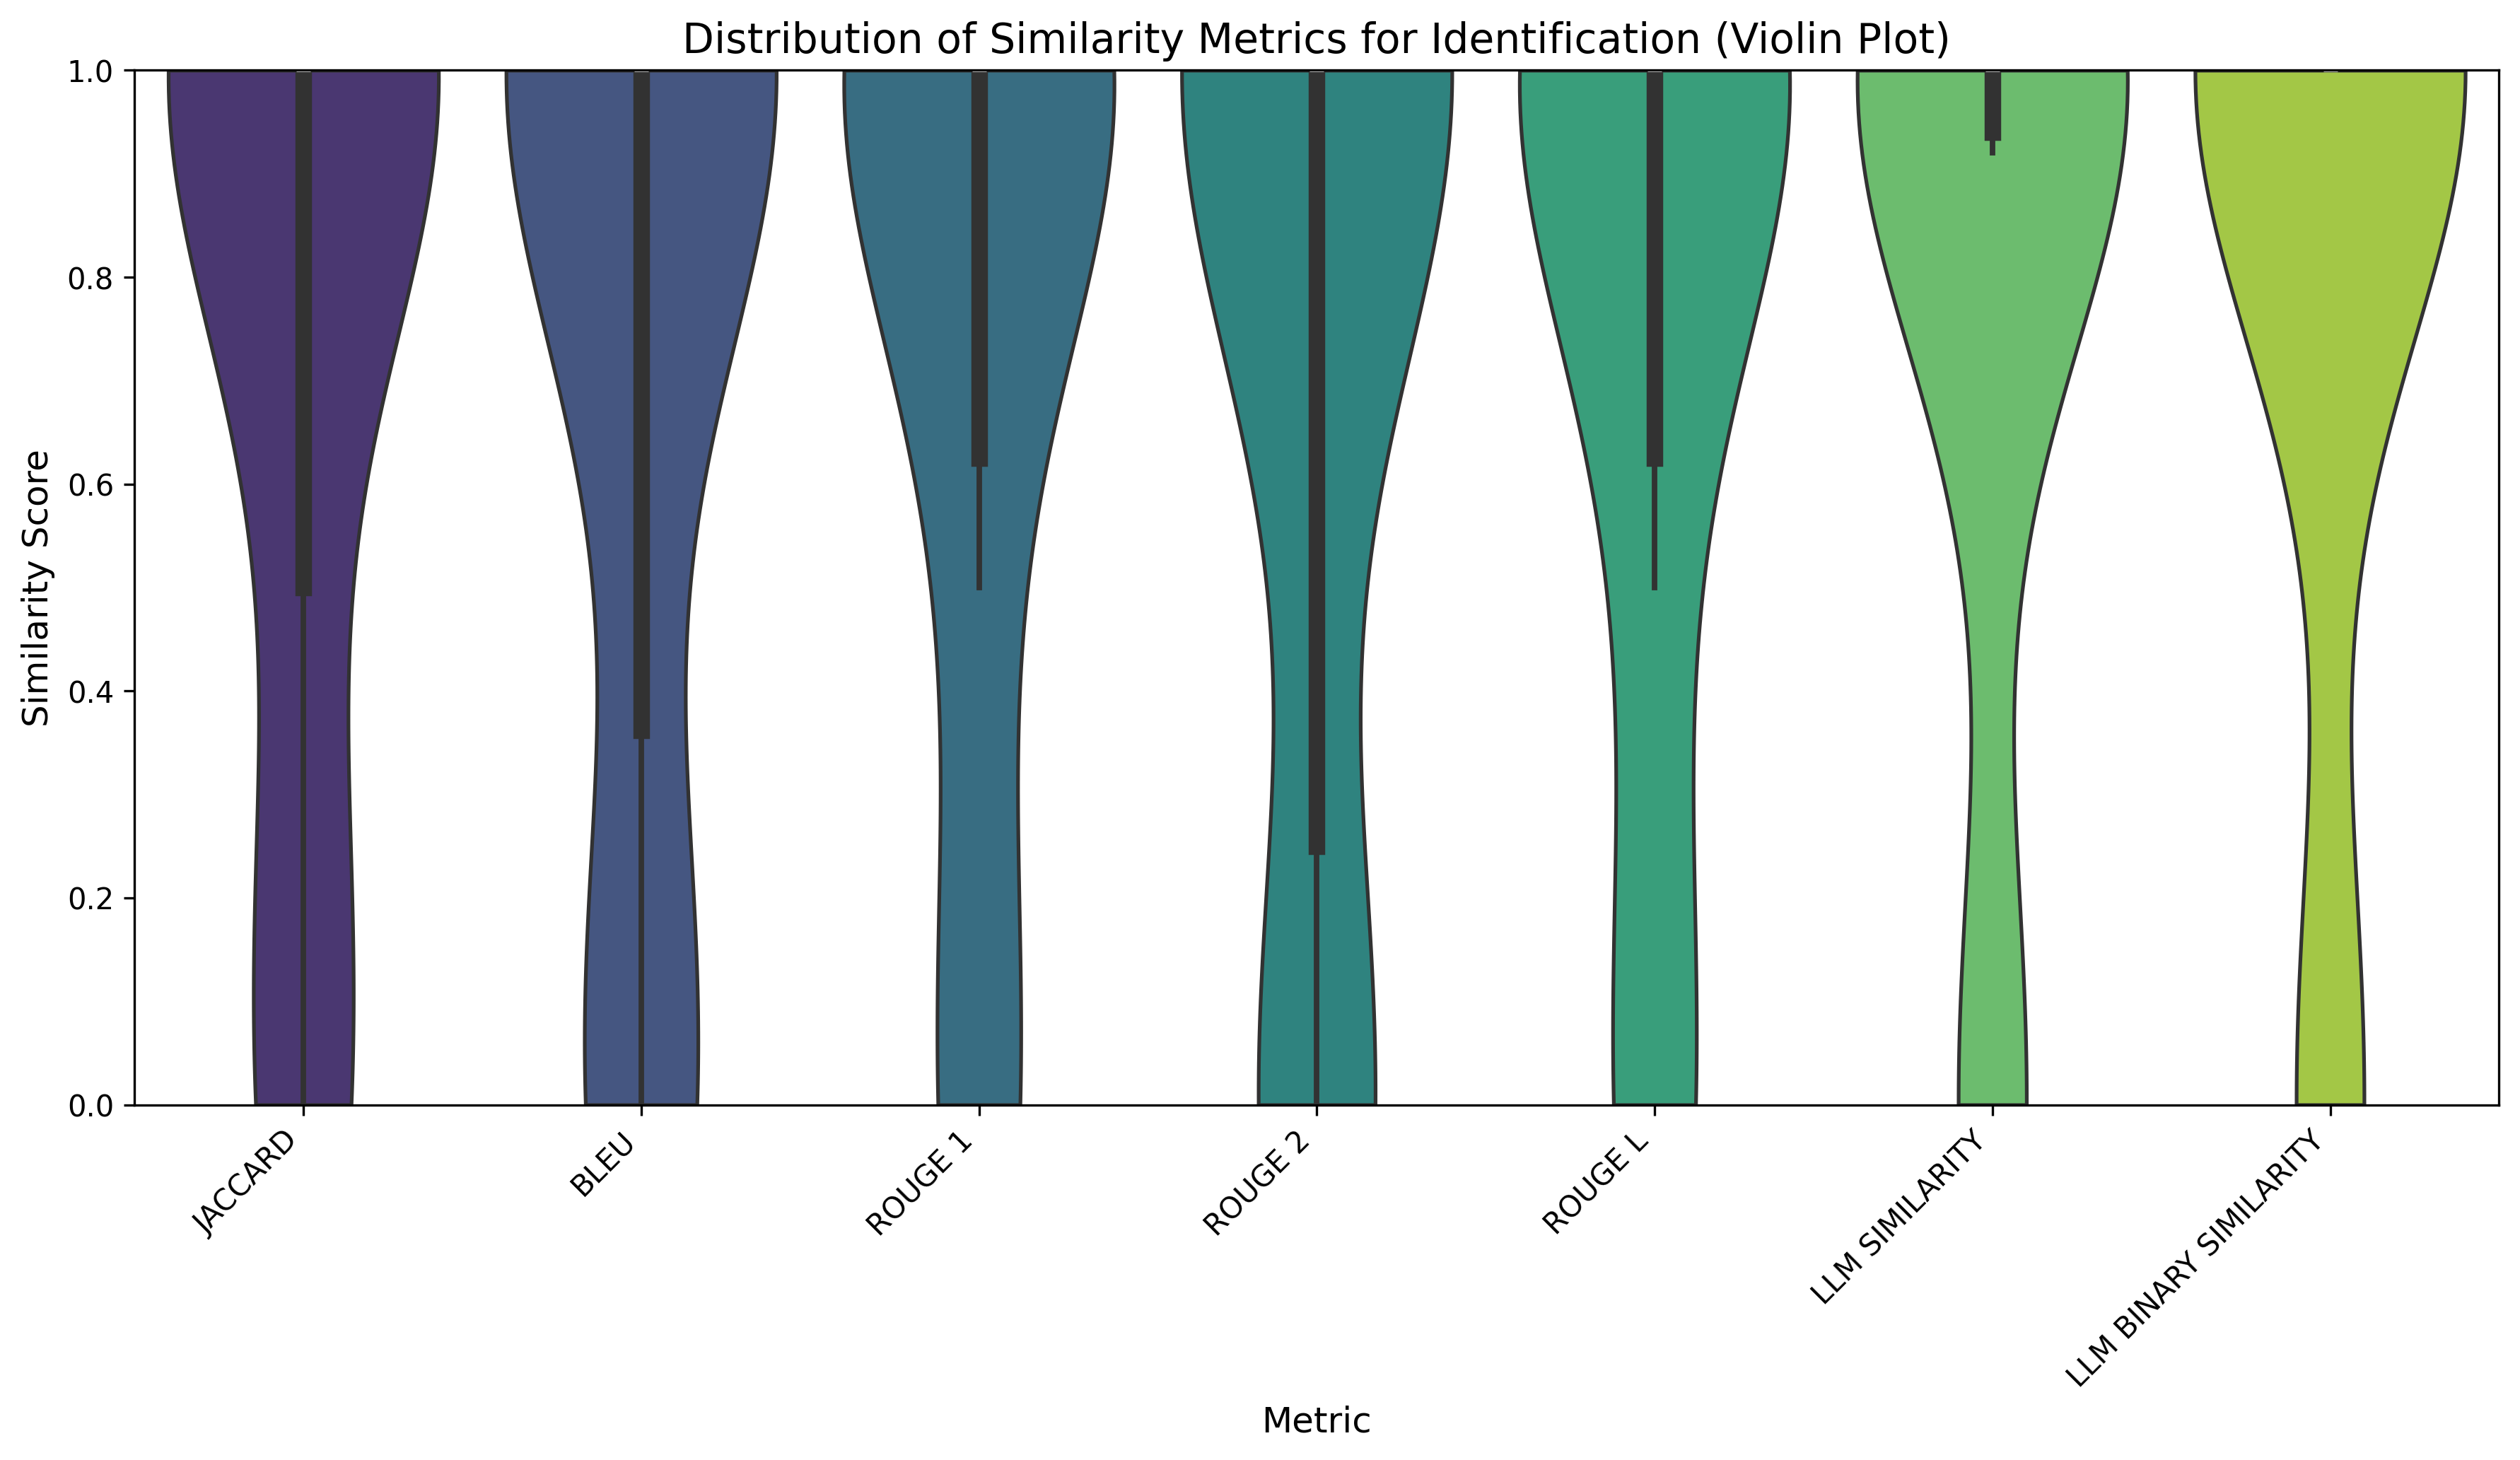 Distribution of Similarity Metrics for Identification (Violin Plot)
Similarity Score
1.0
0.8
0.6
0.4
0.2
0.0
JACCARD
BLEU
ROUGE 1
ROUGE 2
ROUGE L
LLM SIMILARITY
LLM BINARY SIMILARITY
Metric